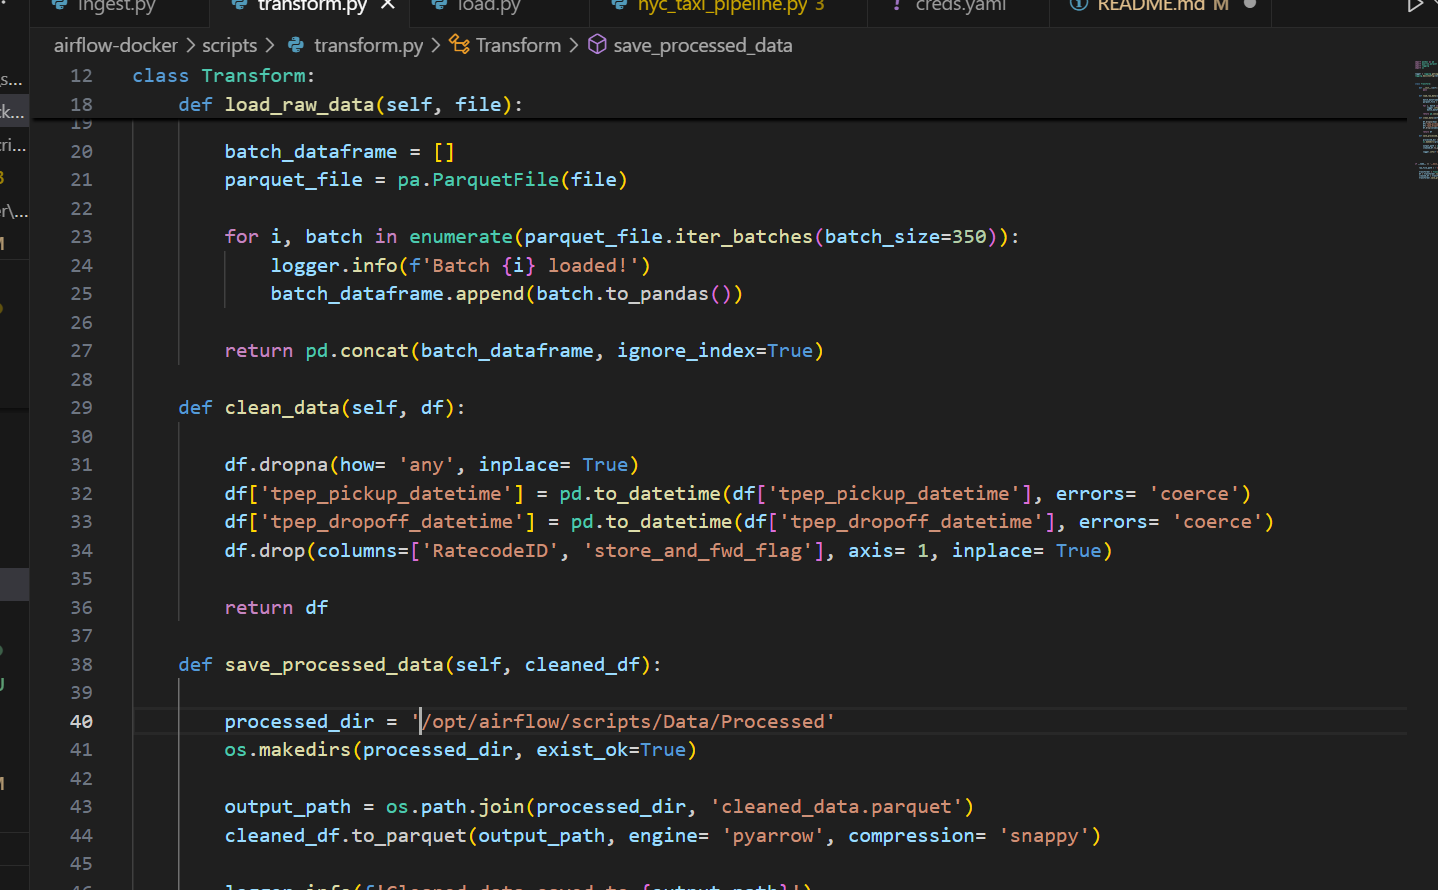 ingest.py transform.py × load.py nyc_taxi_pipeline.py 3 ! creds.yaml README.md M
airflow-docker > scripts > transform.py > Transform > save_processed_data
12 class Transform:
18 def load_raw_data(self, file):
19
20 batch_dataframe = []
21 parquet_file = pa.ParquetFile(file)
22
23 for i, batch in enumerate(parquet_file.iter_batches(batch_size=350)):
24 logger.info(f'Batch {i} loaded!')
25 batch_dataframe.append(batch.to_pandas())
26
27 return pd.concat(batch_dataframe, ignore_index=True)
28
29 def clean_data(self, df):
30
31 df.dropna(how= 'any', inplace= True)
32 df['tpep_pickup_datetime'] = pd.to_datetime(df['tpep_pickup_datetime'], errors= 'coerce')
33 df['tpep_dropoff_datetime'] = pd.to_datetime(df['tpep_dropoff_datetime'], errors= 'coerce')
34 df.drop(columns=['RatecodeID', 'store_and_fwd_flag'], axis= 1, inplace= True)
35
36 return df
37
38 def save_processed_data(self, cleaned_df):
39
40 processed_dir = '/opt/airflow/scripts/Data/Processed'
41 os.makedirs(processed_dir, exist_ok=True)
42
43 output_path = os.path.join(processed_dir, 'cleaned_data.parquet')
44 cleaned_df.to_parquet(output_path, engine= 'pyarrow', compression= 'snappy')
45
46 logger.info(f'Cleaned data saved to {output_path}')